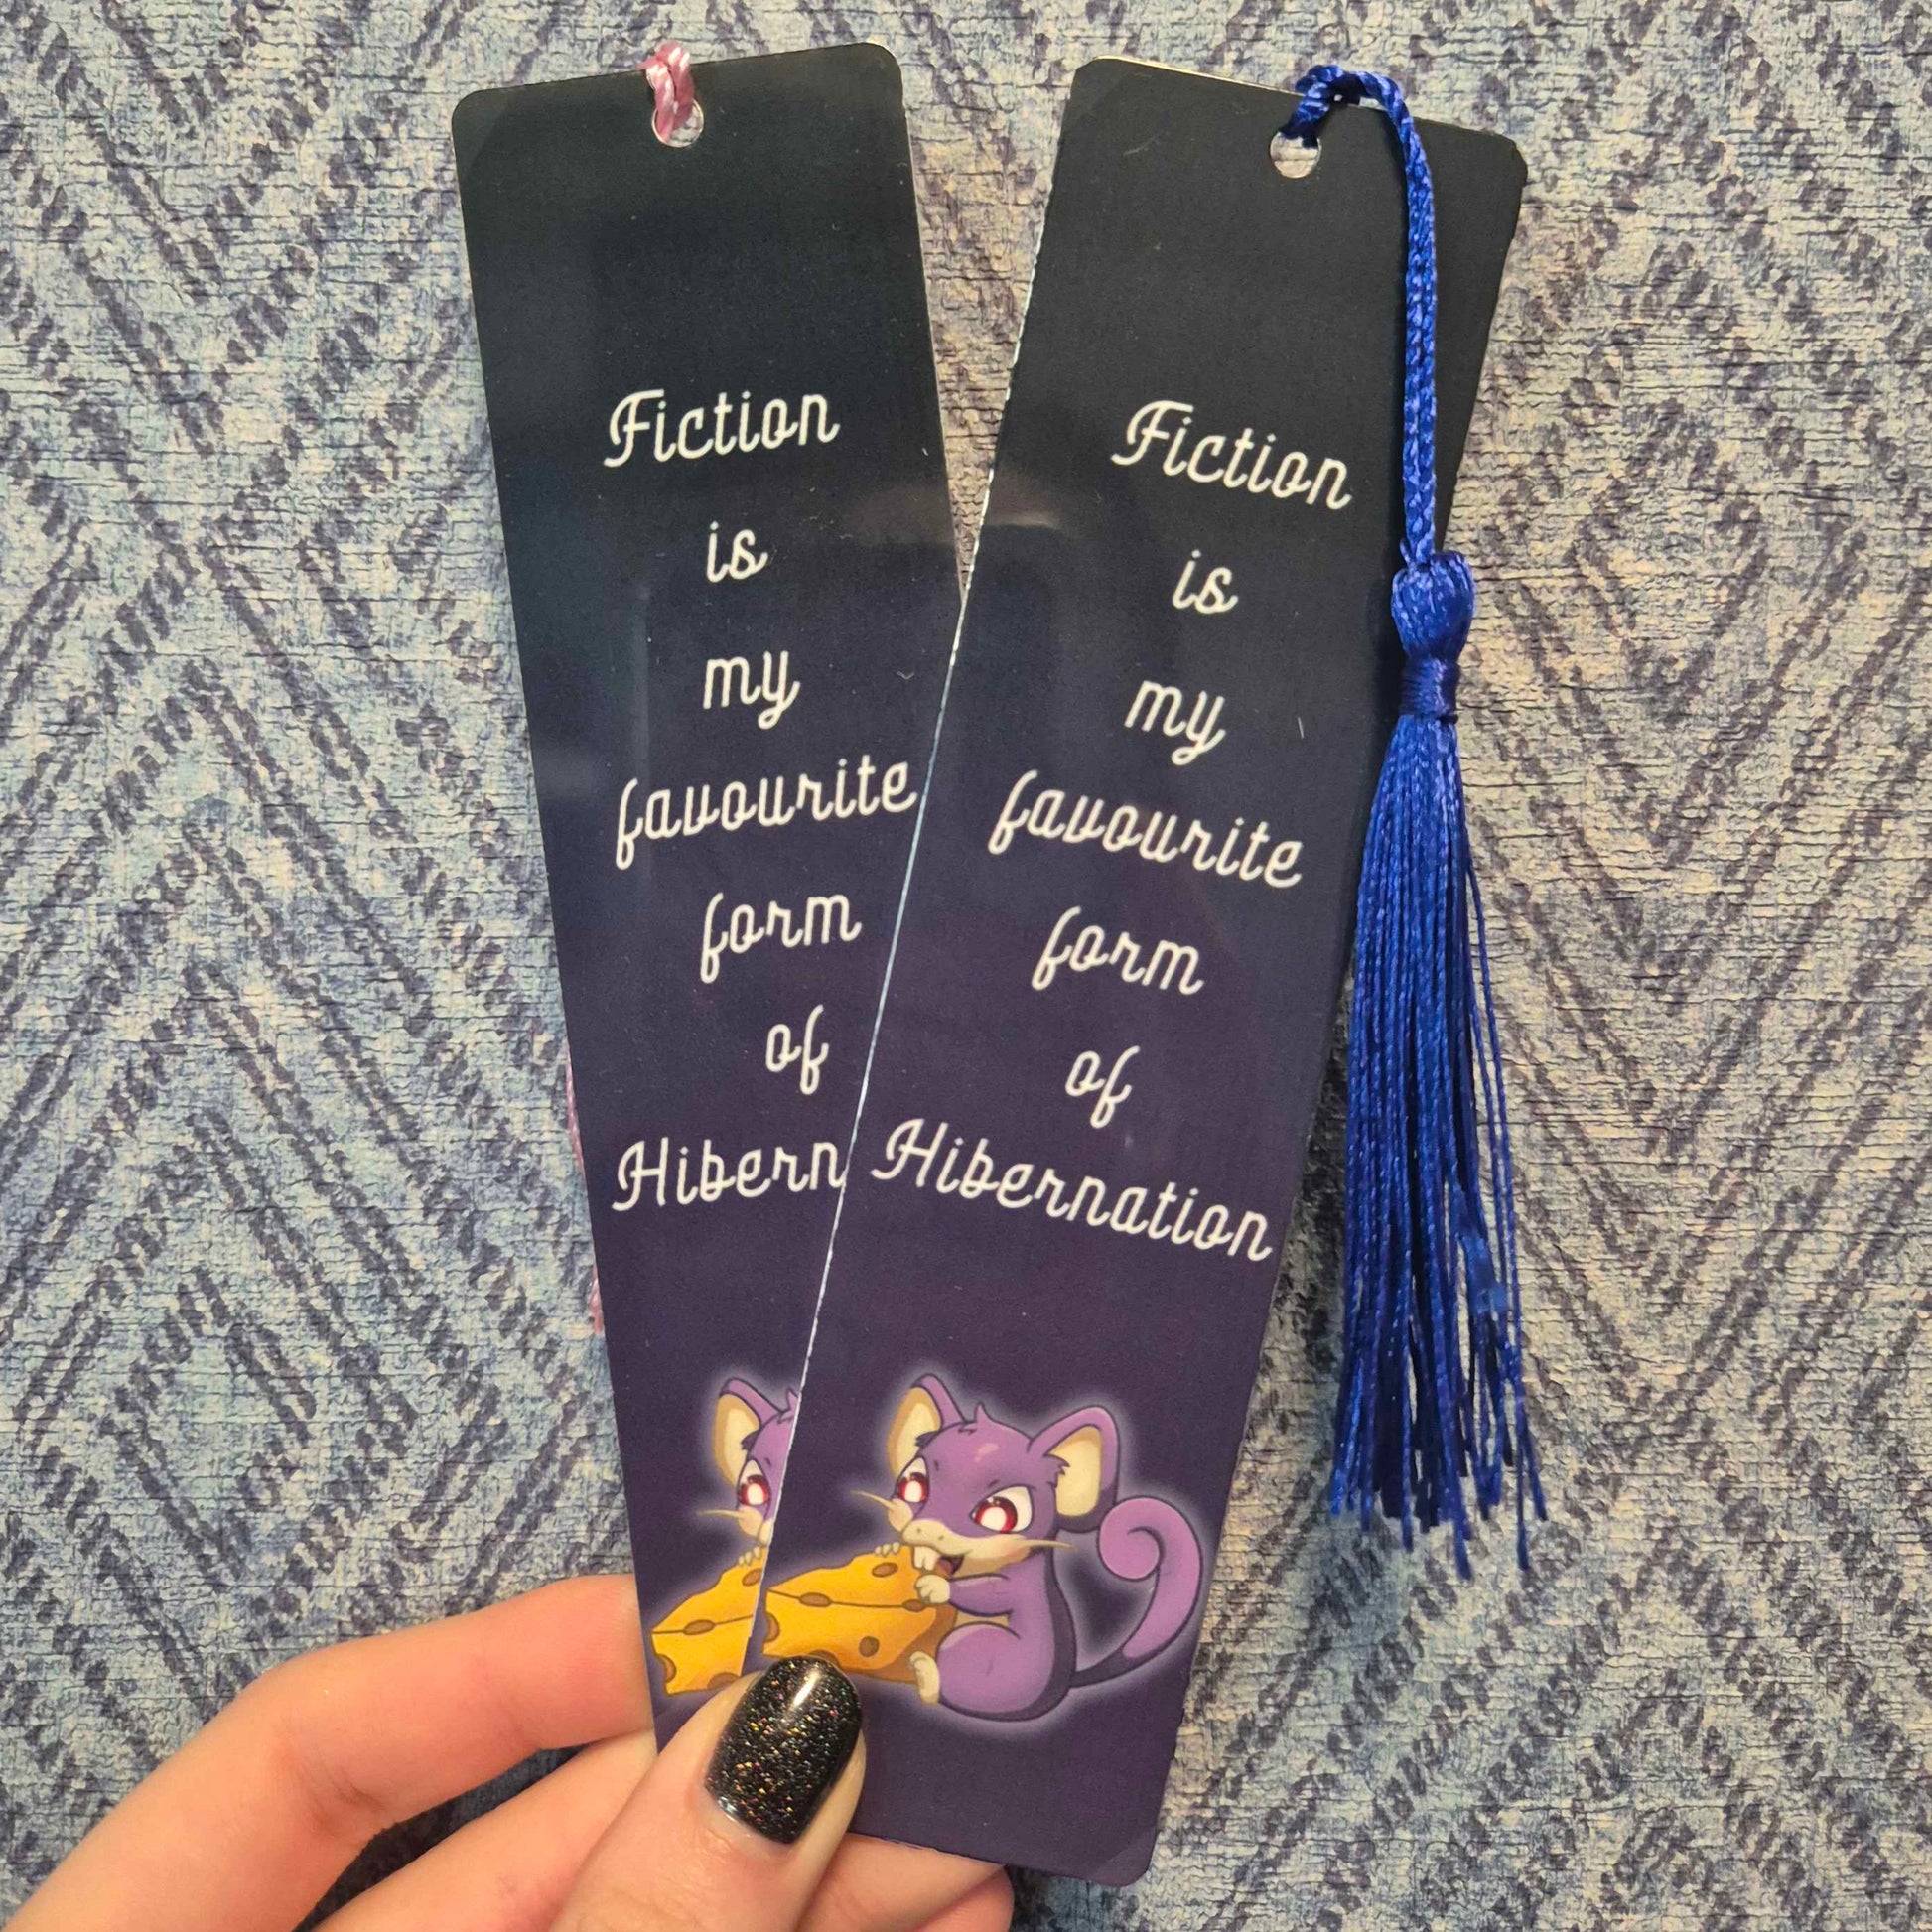 Fiction
is
my
favourite
form
of
Hibern
Fiction
is
my
favourite
form
of
Hibernation